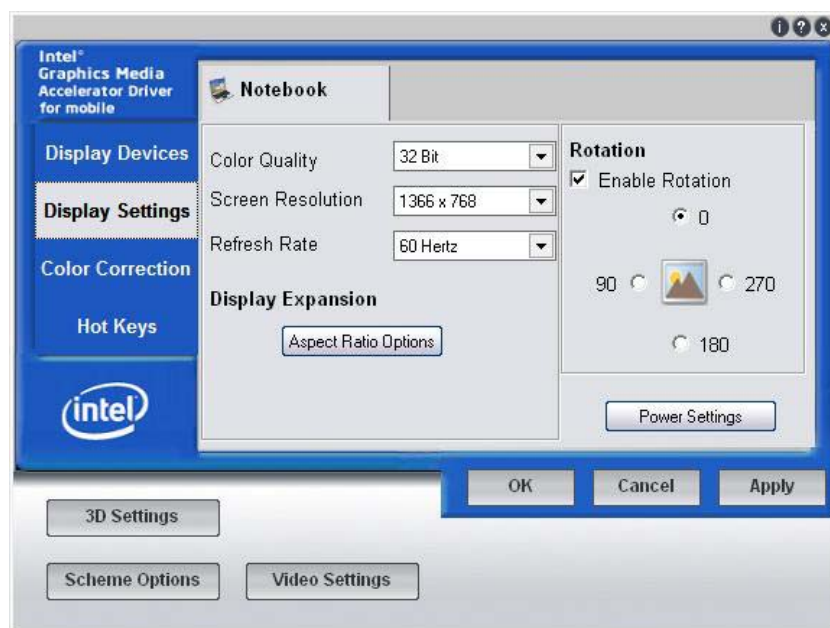 Intel®
Graphics Media
Accelerator Driver
for mobile
Notebook
Display Devices
Display Settings
Color Correction
Hot Keys
intel
Color Quality
32 Bit
Screen Resolution
1366 x 768
Refresh Rate
60 Hertz
Display Expansion
Aspect Ratio Options
Rotation
Enable Rotation
0
90
270
180
Power Settings
OK
Cancel
Apply
3D Settings
Scheme Options
Video Settings